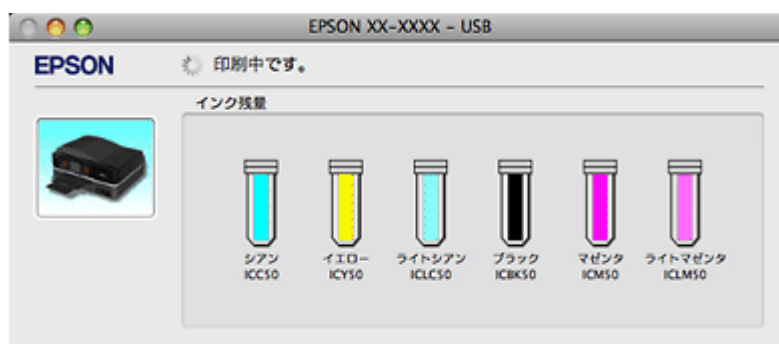 EPSON XX-XXXX – USB
EPSON 印刷中です。
インク残量
シアン イエロー ライトシアン ブラック マゼンタ ライトマゼンタ
ICC50 ICY50 ICLC50 ICBK50 ICM50 ICLM50